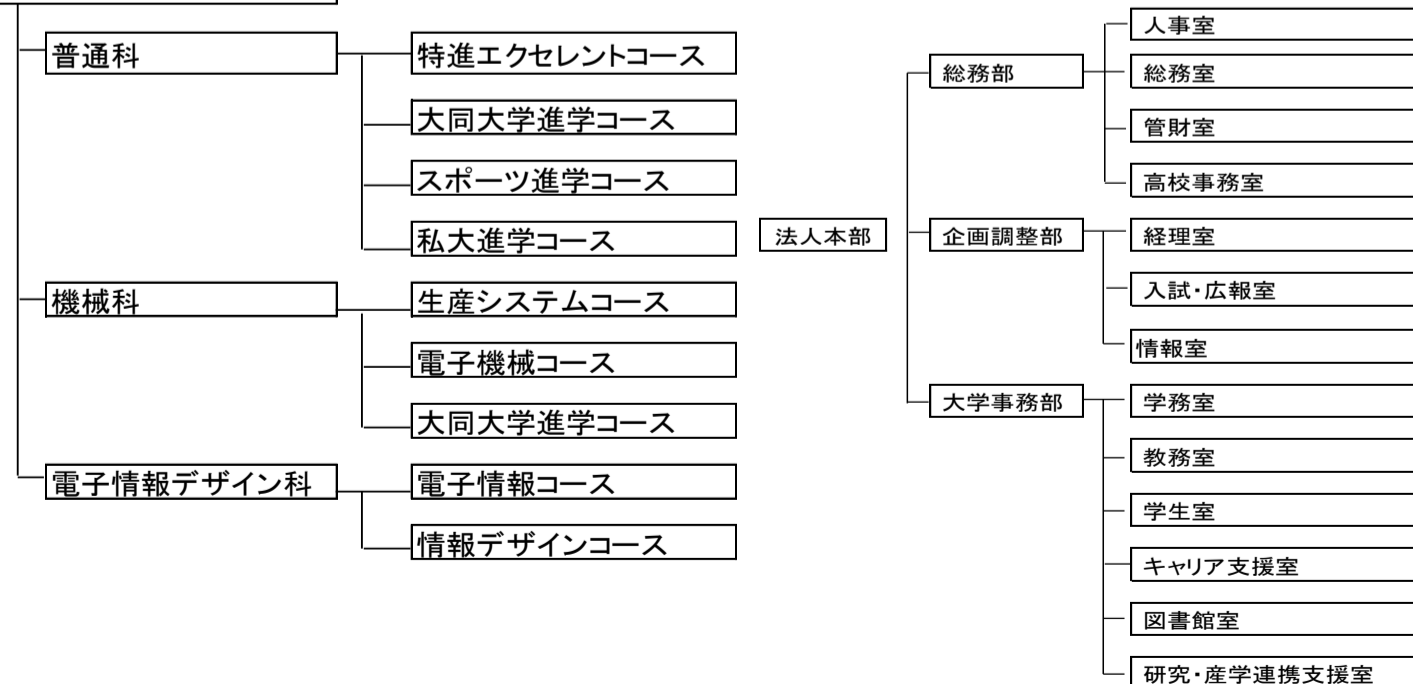 普通科
特進エクセレントコース
大同大学進学コース
スポーツ進学コース
私大進学コース
機械科
生産システムコース
電子機械コース
大同大学進学コース
電子情報デザイン科
電子情報コース
情報デザインコース
法人本部
総務部
人事室
総務室
管財室
高校事務室
企画調整部
経理室
入試・広報室
情報室
大学事務部
学務室
教務室
学生室
キャリア支援室
図書館室
研究・産学連携支援室